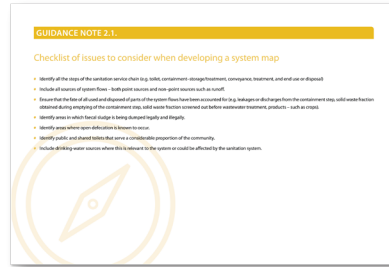 GUIDANCE NOTE 2.1.
Checklist of issues to consider when developing a system map
Identify all the steps of the sanitation service chain (e.g. toilet, containment–storage/treatment, conveyance, treatment, and end use or disposal)
Include all sources of system flows – both point sources and non–point sources such as runoff.
Ensure that the fate of all used and disposed of parts of the system flows have been accounted for (e.g. leakages or discharges from the containment step, solid waste fraction
obtained during emptying of the containment step, solid waste fraction screened out before wastewater treatment, products – such as crops).
Identify areas in which faecal sludge is being dumped legally and illegally.
Identify areas where open defecation is known to occur.
Identify public and shared toilets that serve a considerable proportion of the community.
Include drinking-water sources where this is relevant to the system or could be affected by the sanitation system.